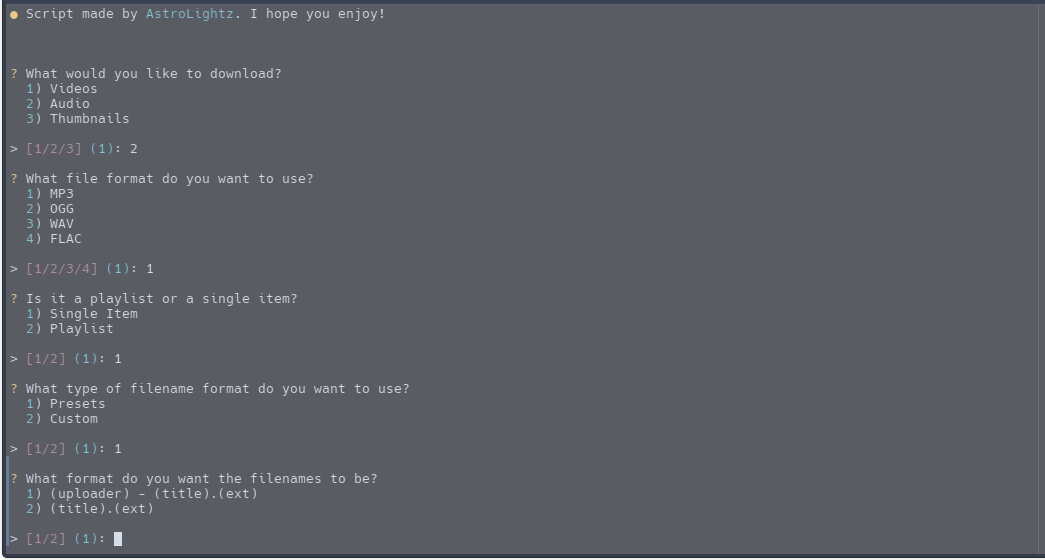 ● Script made by AstroLightz. I hope you enjoy!
? What would you like to download?
1) Videos
2) Audio
3) Thumbnails
> [1/2/3] (1): 2
? What file format do you want to use?
1) MP3
2) OGG
3) WAV
4) FLAC
> [1/2/3/4] (1): 1
? Is it a playlist or a single item?
1) Single Item
2) Playlist
> [1/2] (1): 1
? What type of filename format do you want to use?
1) Presets
2) Custom
> [1/2] (1): 1
? What format do you want the filenames to be?
1) (uploader) - (title).(ext)
2) (title).(ext)
> [1/2] (1):